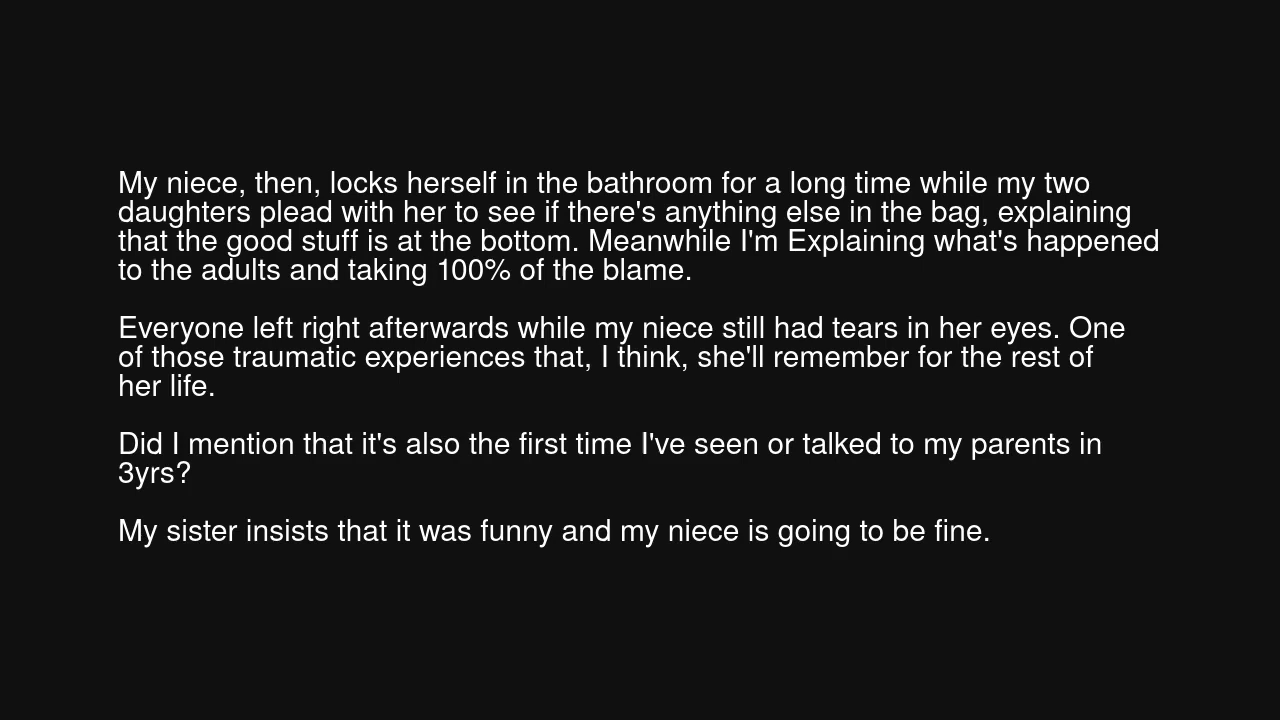 My niece, then, locks herself in the bathroom for a long time while my two
daughters plead with her to see if there's anything else in the bag, explaining
that the good stuff is at the bottom. Meanwhile I'm Explaining what's happened
to the adults and taking 100% of the blame.
Everyone left right afterwards while my niece still had tears in her eyes. One
of those traumatic experiences that, I think, she'll remember for the rest of
her life.
Did I mention that it's also the first time I've seen or talked to my parents in
3yrs?
My sister insists that it was funny and my niece is going to be fine.